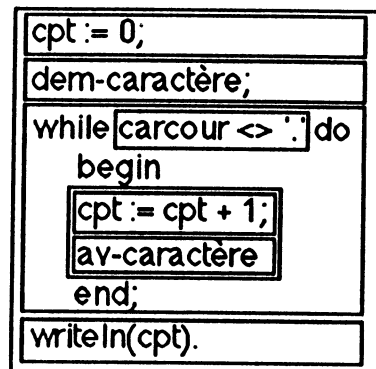 cpt := 0;
dem-caractère;
while carcour <> '.' do
begin
cpt := cpt + 1;
av-caractère
end;
writeln(cpt).